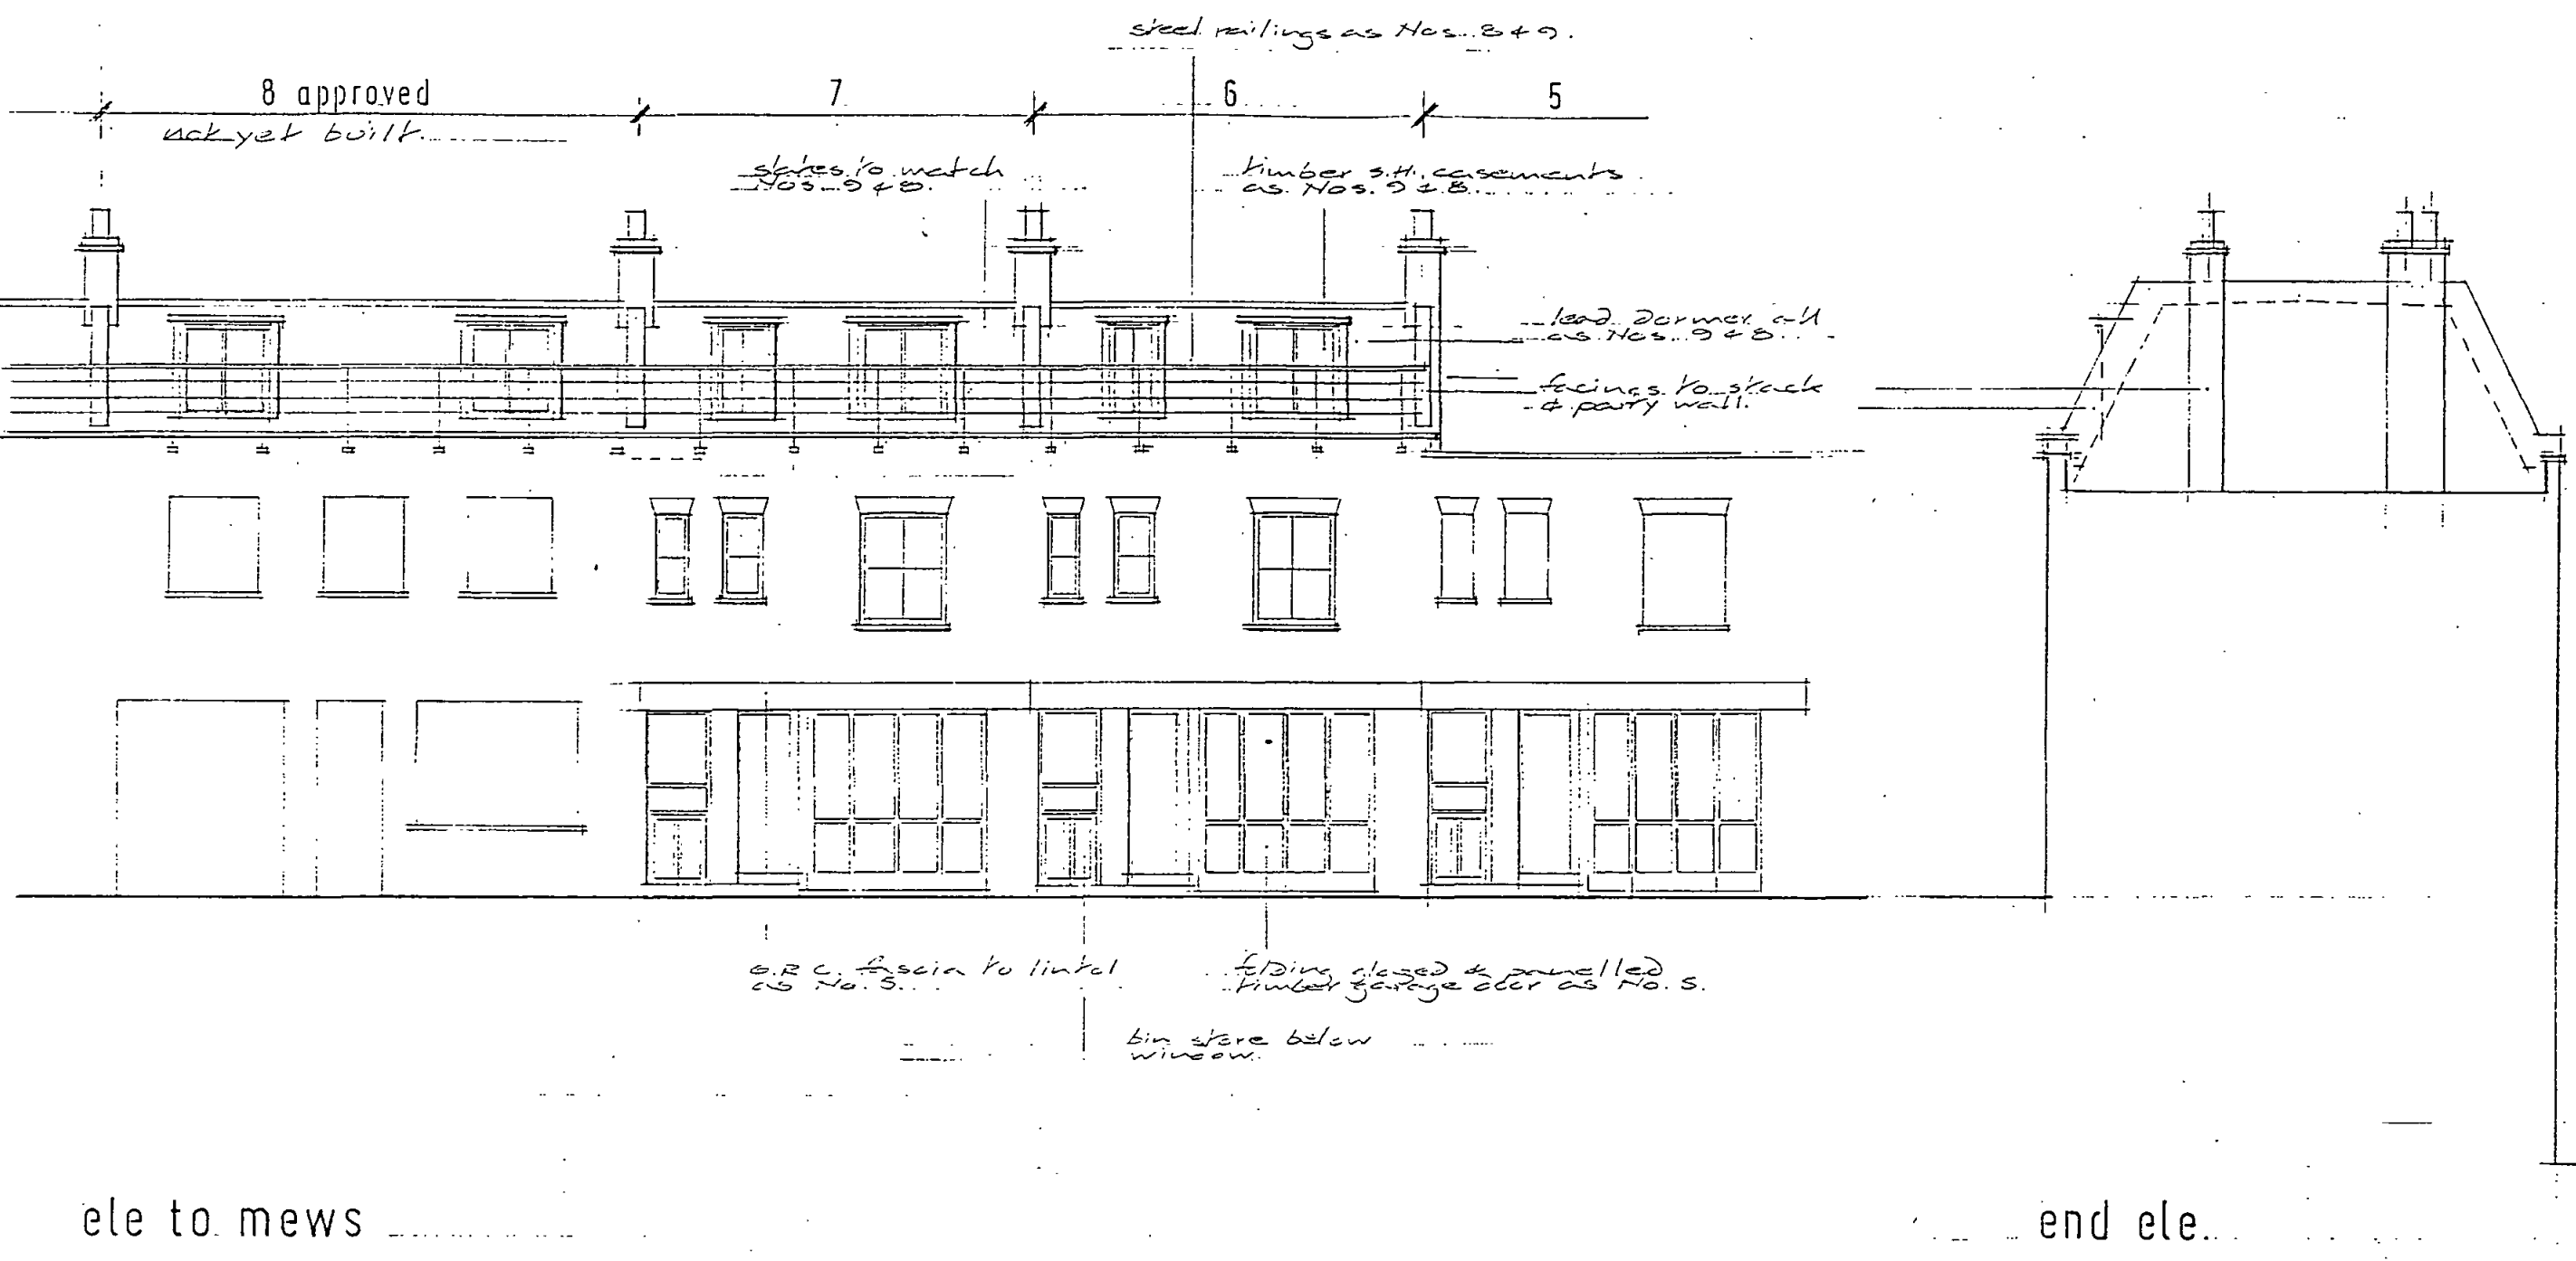 steel railings as Nos. 8 & 9.
8 approved
7
6
5
not yet built.
slates to match
Nos. 9 & 8.
timber s.H. casements
as Nos. 9 & 8.
lead dormer all
as Nos. 9 & 8.
facings to stack
& party wall.
G.R.C. fascia to lintol
as No. 5.
folding glazed & panelled
timber garage door as No. 5.
bin store below
window.
ele to mews
end ele.